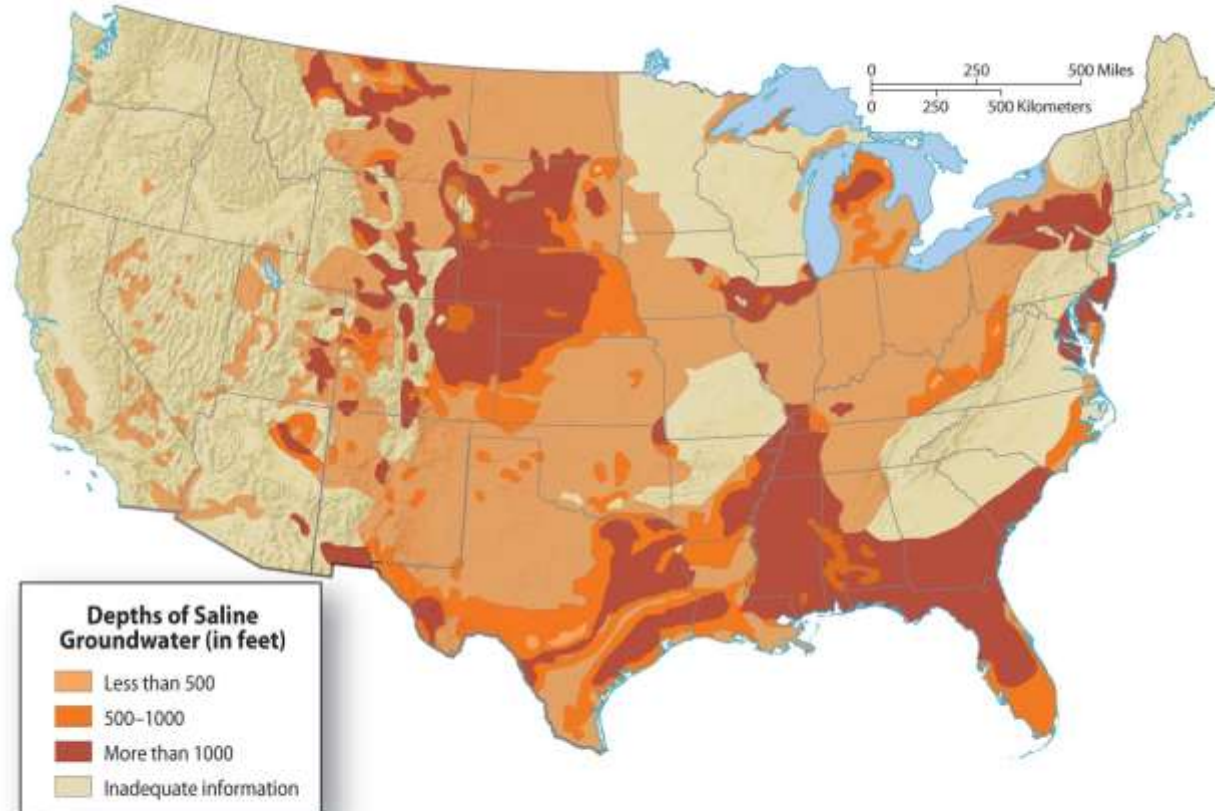 0 250 500 Miles
0 250 500 Kilometers
Depths of Saline
Groundwater (in feet)
Less than 500
500–1000
More than 1000
Inadequate information